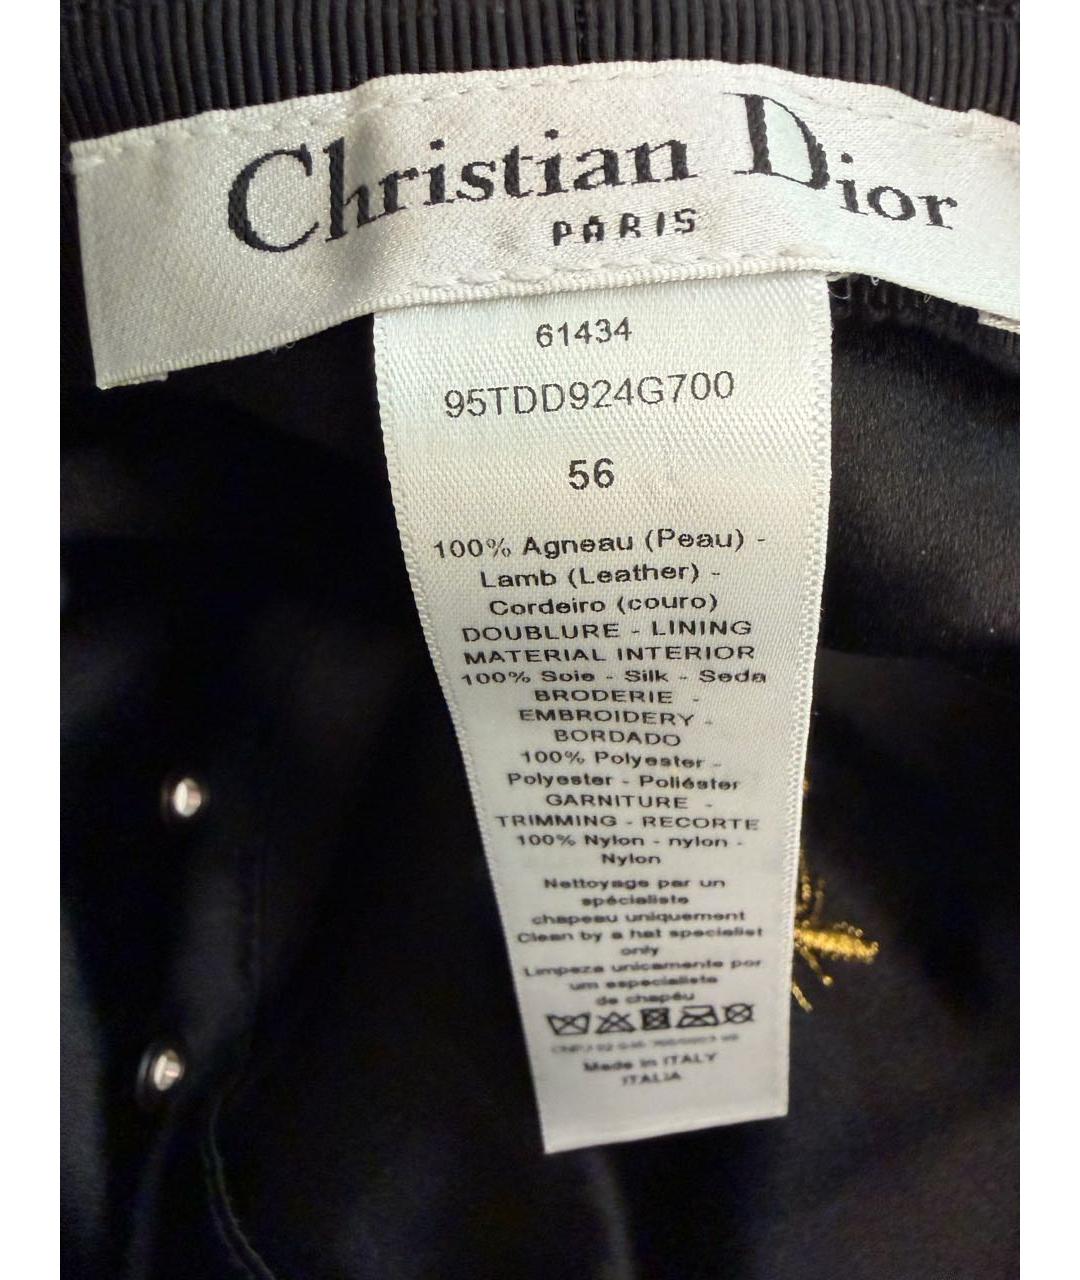 Christian Dior
PARIS
61434
95TDD924G700
56
100% Agneau (Peau) -
Lamb (Leather) -
Cordeiro (couro)
DOUBLURE - LINING
MATERIAL INTERIOR
100% Soie - Silk - Seda
BRODERIE -
EMBROIDERY -
BORDADO
100% Polyester -
Polyester - Poliéster
GARNITURE -
TRIMMING - RECORTE
100% Nylon - nylon -
Nylon
Nettoyage par un
spécialiste
chapeau uniquement
Clean by a hat specialist
only
Limpeza unicamente por
um especialista
de chapéu
Made in ITALY
ITALIA